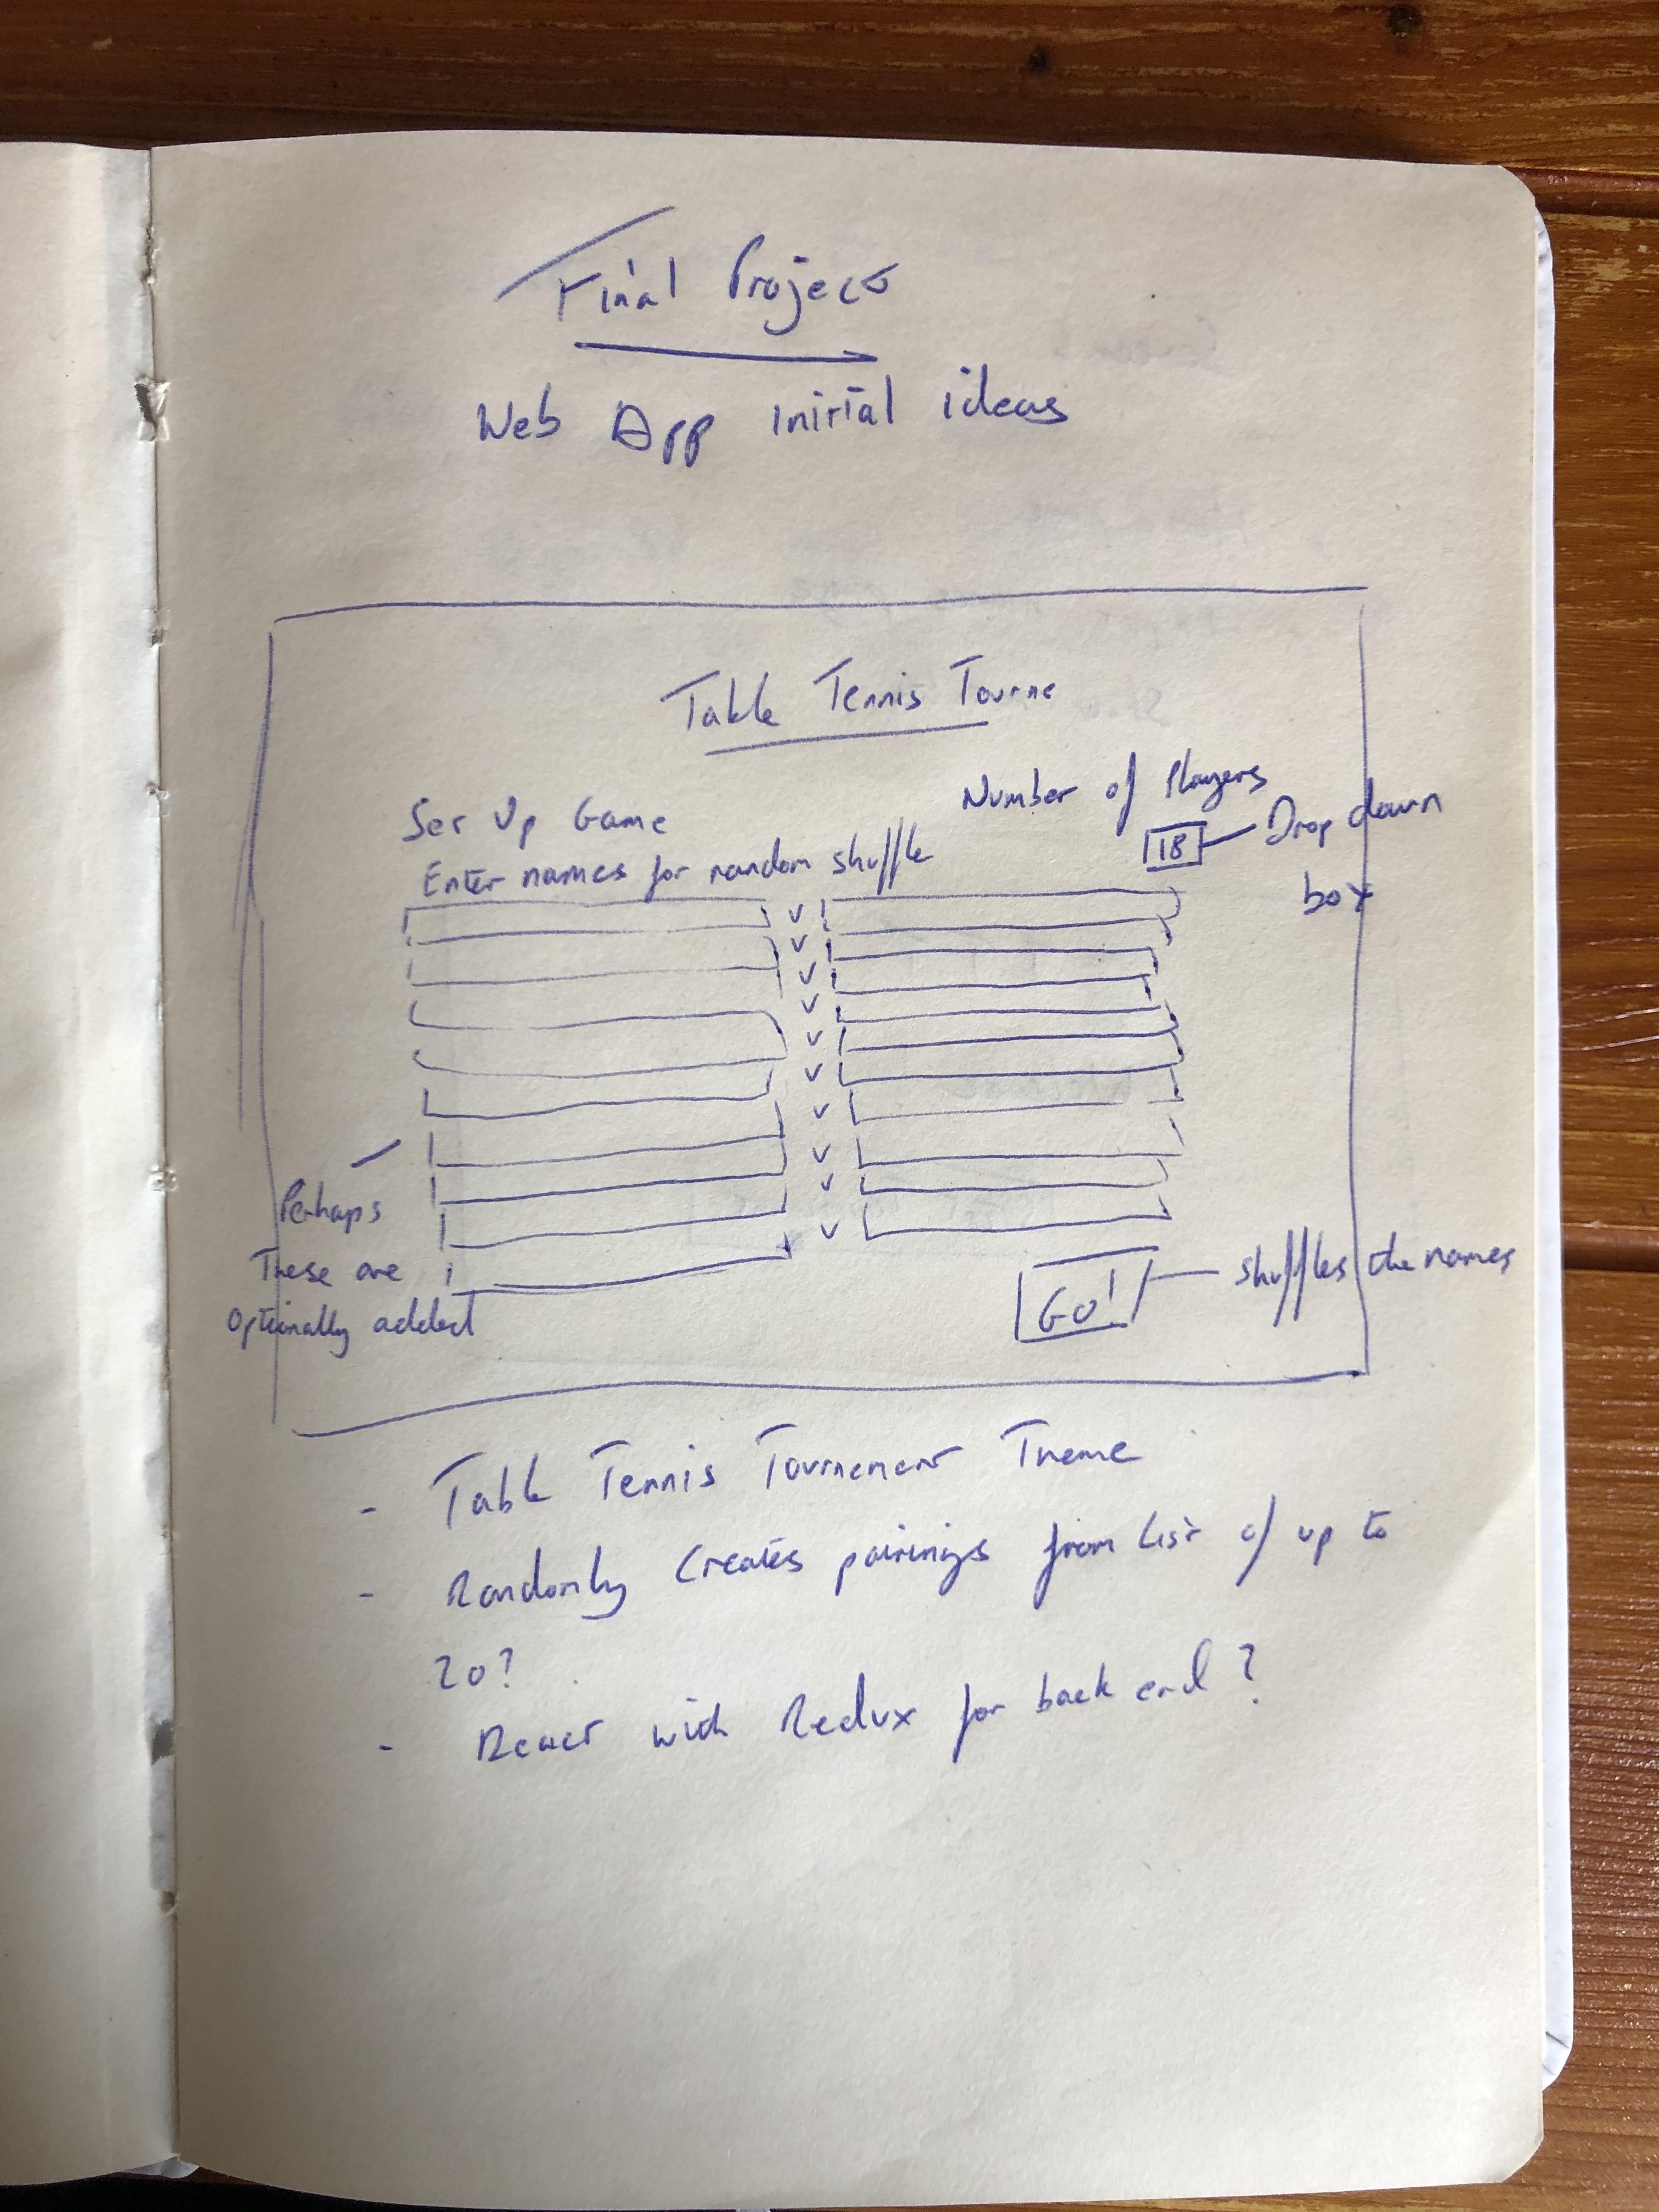 Final Project
Web App initial ideas
Table Tennis Tourne
Number of Players
Set Up Game
18
Drop down
box
Enter names for random shuffle
v
v
v
v
v
v
v
v
v
v
Perhaps
These are
optionally added
GO!
shuffles the names
- Table Tennis Tournement Theme
- Randomly Creates pairings from list of up to
20?
- React with Redux for back end?